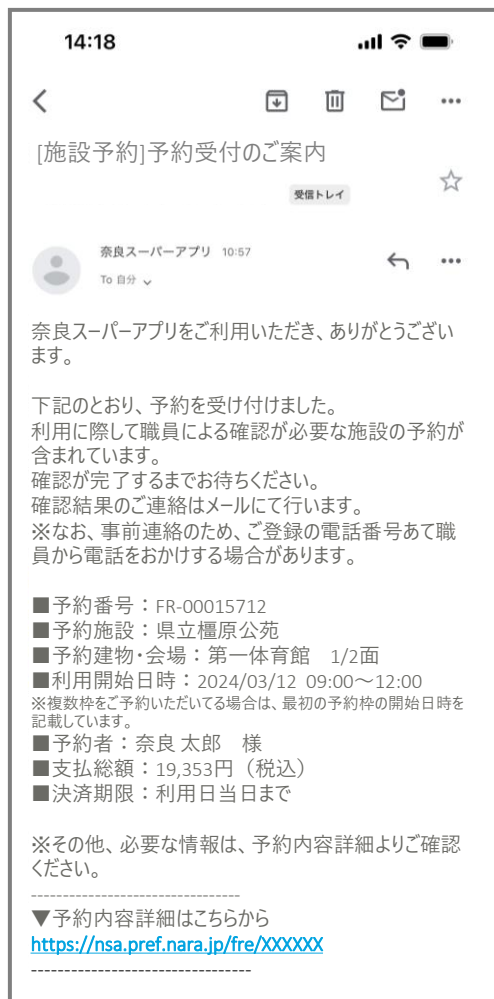 14:18
[施設予約]予約受付のご案内
受信トレイ
奈良スーパーアプリ 10:57
To 自分
奈良スーパーアプリをご利用いただき、ありがとうござい
ます。
下記のとおり、予約を受け付けました。
利用に際して職員による確認が必要な施設の予約が
含まれています。
確認が完了するまでお待ちください。
確認結果のご連絡はメールにて行います。
※なお、事前連絡のため、ご登録の電話番号あて職
員から電話をおかけする場合があります。
■予約番号：FR-00015712
■予約施設：県立橿原公苑
■予約建物・会場：第一体育館　1/2面
■利用開始日時：2024/03/12 09:00～12:00
※複数枠をご予約いただいてる場合は、最初の予約枠の開始日時を
記載しています。
■予約者：奈良 太郎　様
■支払総額：19,353円（税込）
■決済期限：利用日当日まで
※その他、必要な情報は、予約内容詳細よりご確認
ください。
---------------------------------
▼予約内容詳細はこちらから
https://nsa.pref.nara.jp/fre/XXXXXX
---------------------------------